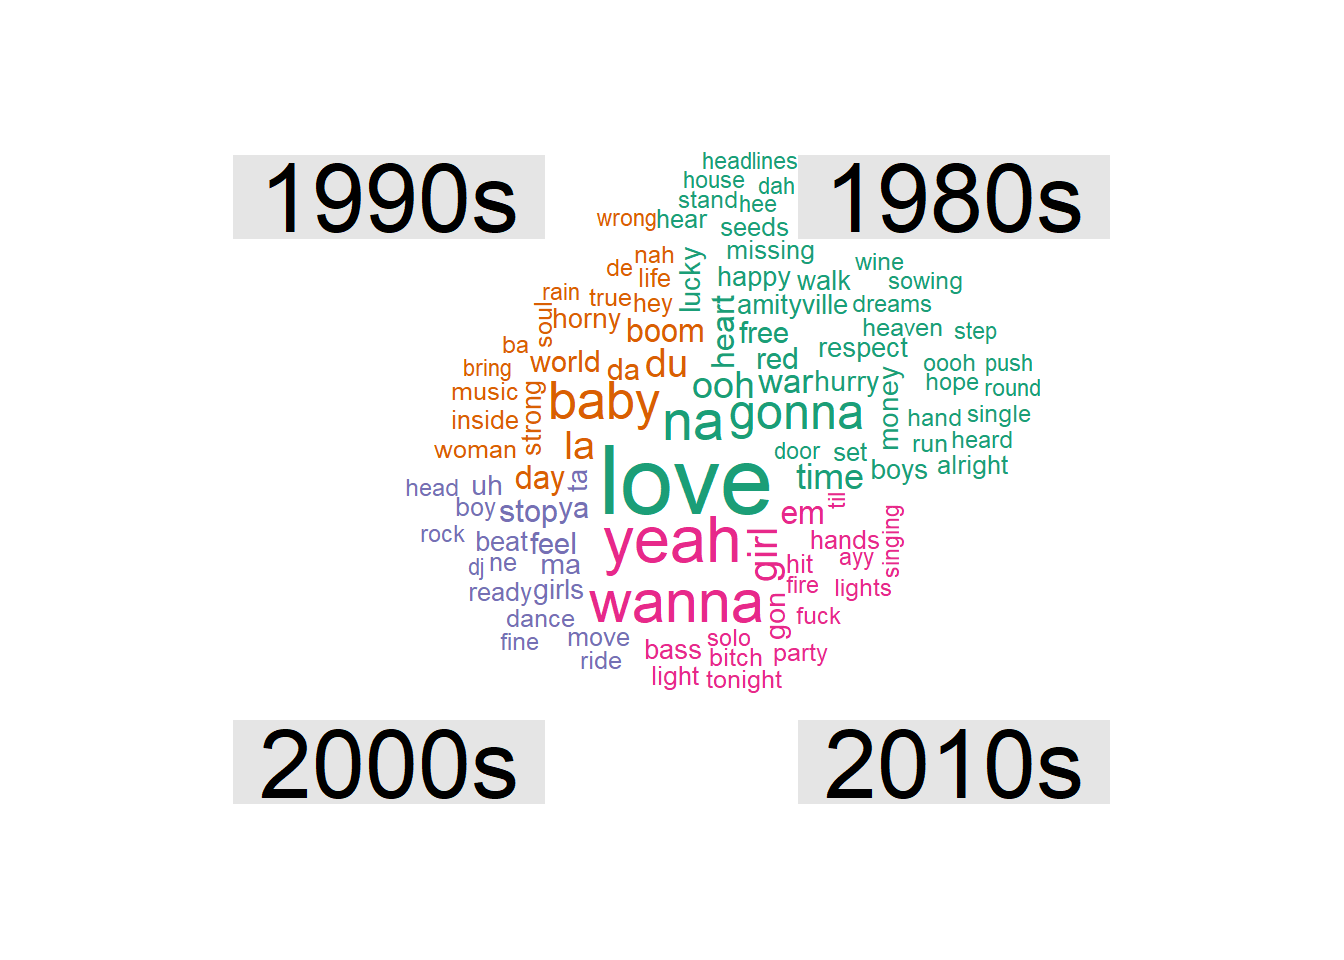 headlines
1990s
1980s
house
dah
stand
hee
wrong
hear
seeds
nah
missing
de
life
lucky
wine
happy
walk
sowing
rain
true
hey
amityville
dreams
soul
horny
boom
heart
free
heaven
step
ba
world
da
du
red
respect
oooh
push
bring
music
strong
baby
ooh
war
hurry
money
hope
round
inside
na
gonna
hand
single
woman
la
door
set
run
heard
love
time
boys
alright
head
uh
day
ta
boy
stop
ya
em
til
rock
yeah
girl
hands
singing
beat
feel
ayy
dj
ne
ma
hit
ready
girls
wanna
fire
lights
dance
gon
fuck
fine
move
solo
bass
bitch
party
ride
light
tonight
2000s
2010s